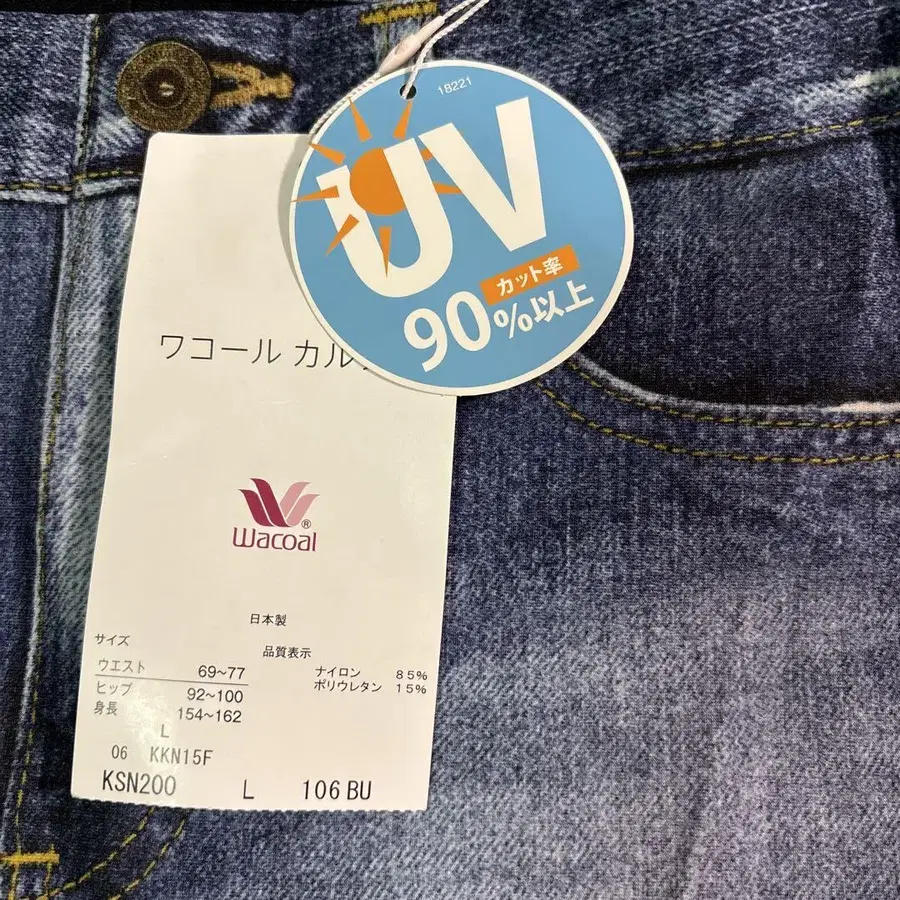 18221
UV
カット率
90%以上
ワコール カル
Wacoal
®
日本製
サイズ
品質表示
ウエスト 69~77
ナイロン 85%
ヒップ 92~100
ポリウレタン 15%
身長 154~162
L
06 KKN15F
KSN200 L 106 BU